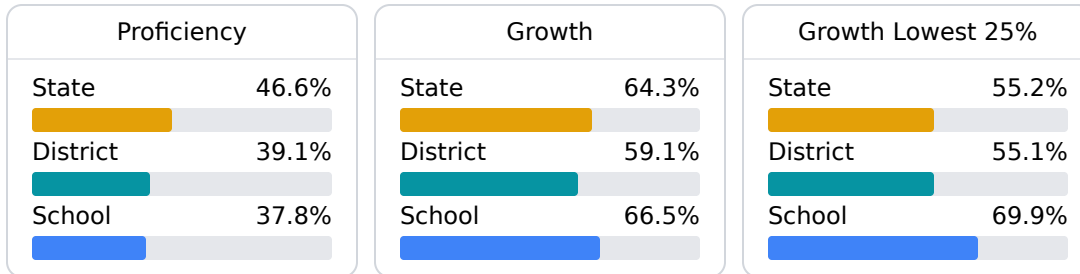 Proficiency
State 46.6%
District 39.1%
School 37.8%
Growth
State 64.3%
District 59.1%
School 66.5%
Growth Lowest 25%
State 55.2%
District 55.1%
School 69.9%